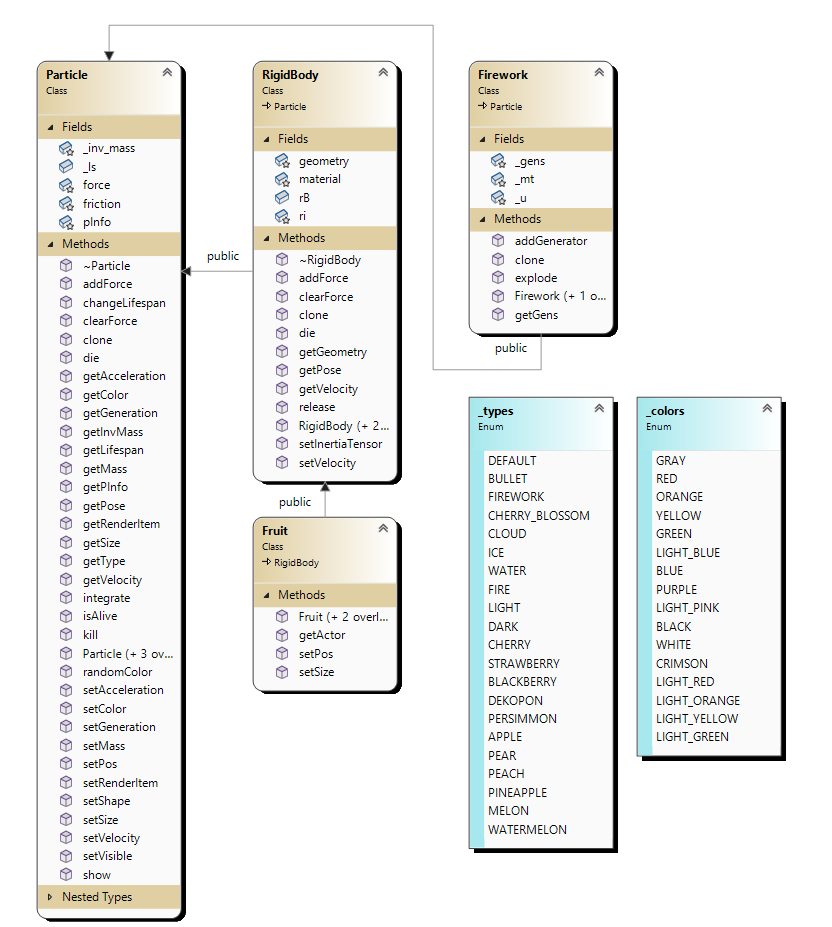 Particle
Class
Fields
_inv_mass
_ls
force
friction
pInfo
Methods
~Particle
addForce
changeLifespan
clearForce
clone
die
getAcceleration
getColor
getGeneration
getInvMass
getLifespan
getMass
getPInfo
getPose
getRenderItem
getSize
getType
getVelocity
integrate
isAlive
kill
Particle (+ 3 ov...
randomColor
setAcceleration
setColor
setGeneration
setMass
setPos
setRenderItem
setShape
setSize
setVelocity
setVisible
show
Nested Types
public
RigidBody
Class
Particle
Fields
geometry
material
rB
ri
Methods
~RigidBody
addForce
clearForce
clone
die
getGeometry
getPose
getVelocity
release
RigidBody (+ 2...
setInertiaTensor
setVelocity
public
Fruit
Class
RigidBody
Methods
Fruit (+ 2 overl...
getActor
setPos
setSize
Firework
Class
Particle
Fields
_gens
_mt
_u
Methods
addGenerator
clone
explode
Firework (+ 1 o...
getGens
public
_types
Enum
DEFAULT
BULLET
FIREWORK
CHERRY_BLOSSOM
CLOUD
ICE
WATER
FIRE
LIGHT
DARK
CHERRY
STRAWBERRY
BLACKBERRY
DEKOPON
PERSIMMON
APPLE
PEAR
PEACH
PINEAPPLE
MELON
WATERMELON
_colors
Enum
GRAY
RED
ORANGE
YELLOW
GREEN
LIGHT_BLUE
BLUE
PURPLE
LIGHT_PINK
BLACK
WHITE
CRIMSON
LIGHT_RED
LIGHT_ORANGE
LIGHT_YELLOW
LIGHT_GREEN